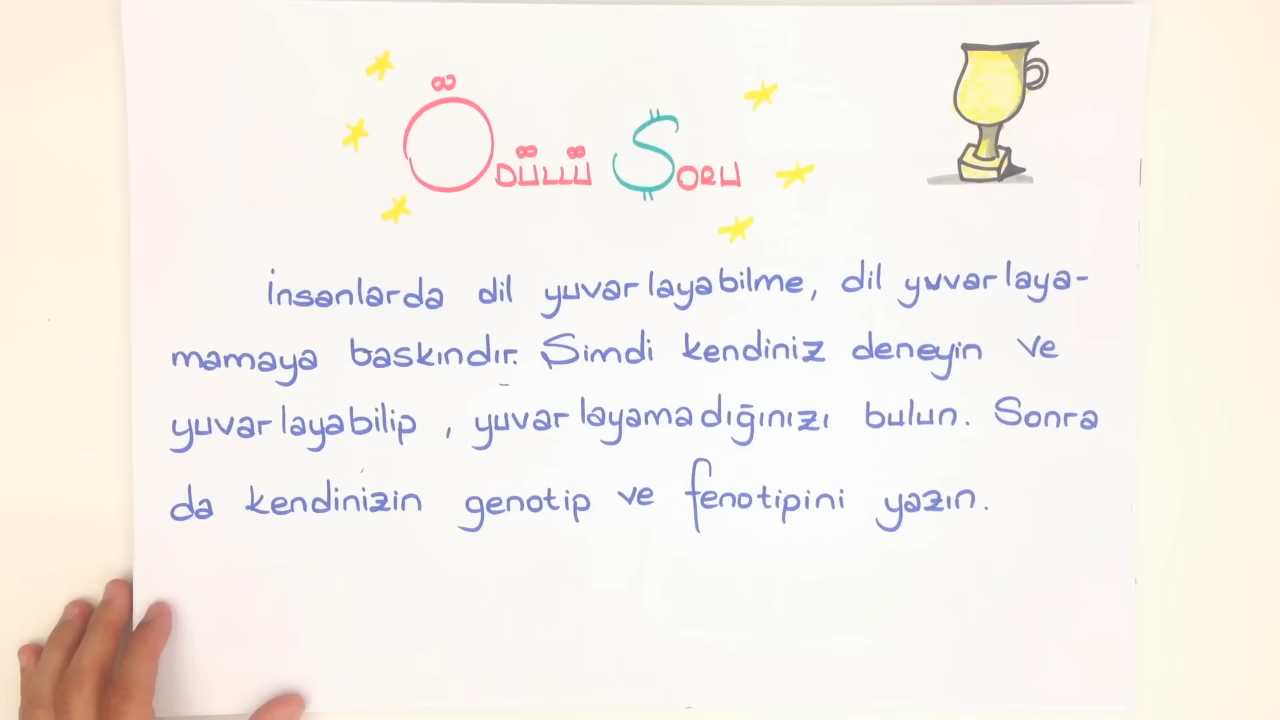 Ödüllü Soru
İnsanlarda dil yuvarlayabilme, dil yuvarlaya-
mamaya baskındır. Simdi kendiniz deneyin ve
yuvarlayabilip, yuvarlayamadığınızı bulun. Sonra
da kendinizin genotip ve fenotipini yazın.